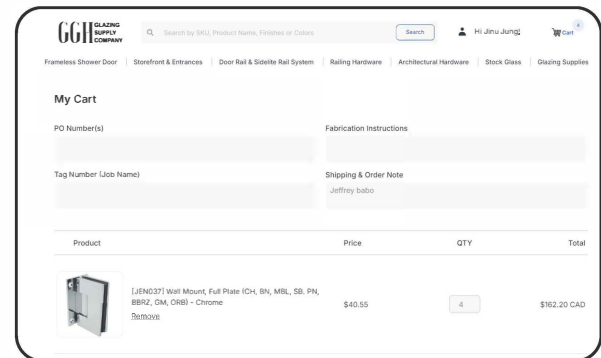 GGH GLAZING
SUPPLY
COMPANY
Search by SKU, Product Name, Finishes or Colors
Search
Hi Jinu Jung
4
Cart
Frameless Shower Door | Storefront & Entrances | Door Rail & Sidelite Rail System | Railing Hardware | Architectural Hardware | Stock Glass | Glazing Supplies
My Cart
PO Number(s)
Fabrication Instructions
Tag Number (Job Name)
Shipping & Order Note
Jeffrey babo
Product Price QTY Total
[JEN037] Wall Mount, Full Plate (CH, BN, MBL, SB, PN,
BBRZ, GM, ORB) - Chrome
Remove
$40.55
4
$162.20 CAD